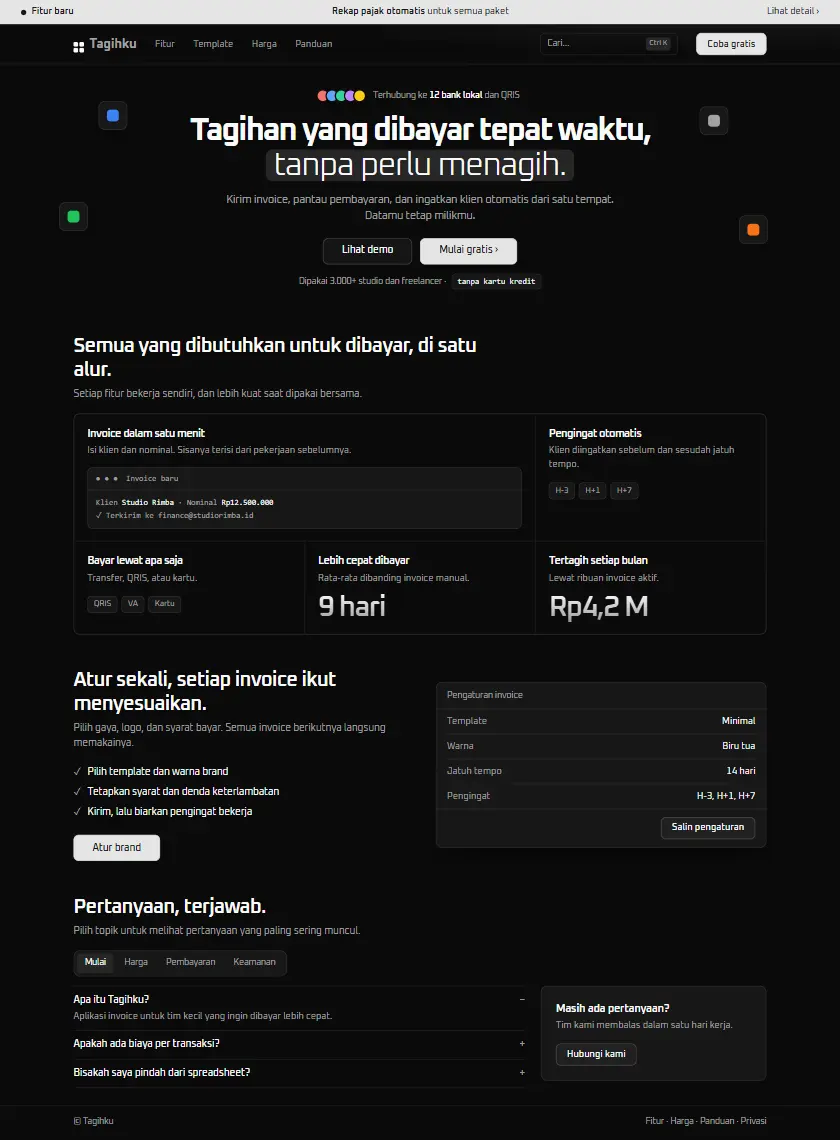 Fitur baru
Rekap pajak otomatis untuk semua paket
Lihat detail ›
Tagihku
Fitur
Template
Harga
Panduan
Cari...
Ctrl K
Coba gratis
Terhubung ke 12 bank lokal dan QRIS
Tagihan yang dibayar tepat waktu,
tanpa perlu menagih.
Kirim invoice, pantau pembayaran, dan ingatkan klien otomatis dari satu tempat.
Datamu tetap milikmu.
Lihat demo
Mulai gratis ›
Dipakai 3.000+ studio dan freelancer · tanpa kartu kredit
Semua yang dibutuhkan untuk dibayar, di satu
alur.
Setiap fitur bekerja sendiri, dan lebih kuat saat dipakai bersama.
Invoice dalam satu menit
Isi klien dan nominal. Sisanya terisi dari pekerjaan sebelumnya.
Invoice baru
Klien Studio Rimba · Nominal Rp12.500.000
✓ Terkirim ke finance@studiorimba.id
Pengingat otomatis
Klien diingatkan sebelum dan sesudah jatuh
tempo.
H-3
H+1
H+7
Bayar lewat apa saja
Transfer, QRIS, atau kartu.
QRIS
VA
Kartu
Lebih cepat dibayar
Rata-rata dibanding invoice manual.
9 hari
Tertagih setiap bulan
Lewat ribuan invoice aktif.
Rp4,2 M
Atur sekali, setiap invoice ikut
menyesuaikan.
Pilih gaya, logo, dan syarat bayar. Semua invoice berikutnya langsung
memakainya.
✓ Pilih template dan warna brand
✓ Tetapkan syarat dan denda keterlambatan
✓ Kirim, lalu biarkan pengingat bekerja
Atur brand
Pengaturan invoice
Template Minimal
Warna Biru tua
Jatuh tempo 14 hari
Pengingat H-3, H+1, H+7
Salin pengaturan
Pertanyaan, terjawab.
Pilih topik untuk melihat pertanyaan yang paling sering muncul.
Mulai
Harga
Pembayaran
Keamanan
Apa itu Tagihku? −
Aplikasi invoice untuk tim kecil yang ingin dibayar lebih cepat.
Apakah ada biaya per transaksi? +
Bisakah saya pindah dari spreadsheet? +
Masih ada pertanyaan?
Tim kami membalas dalam satu hari kerja.
Hubungi kami
© Tagihku
Fitur · Harga · Panduan · Privasi